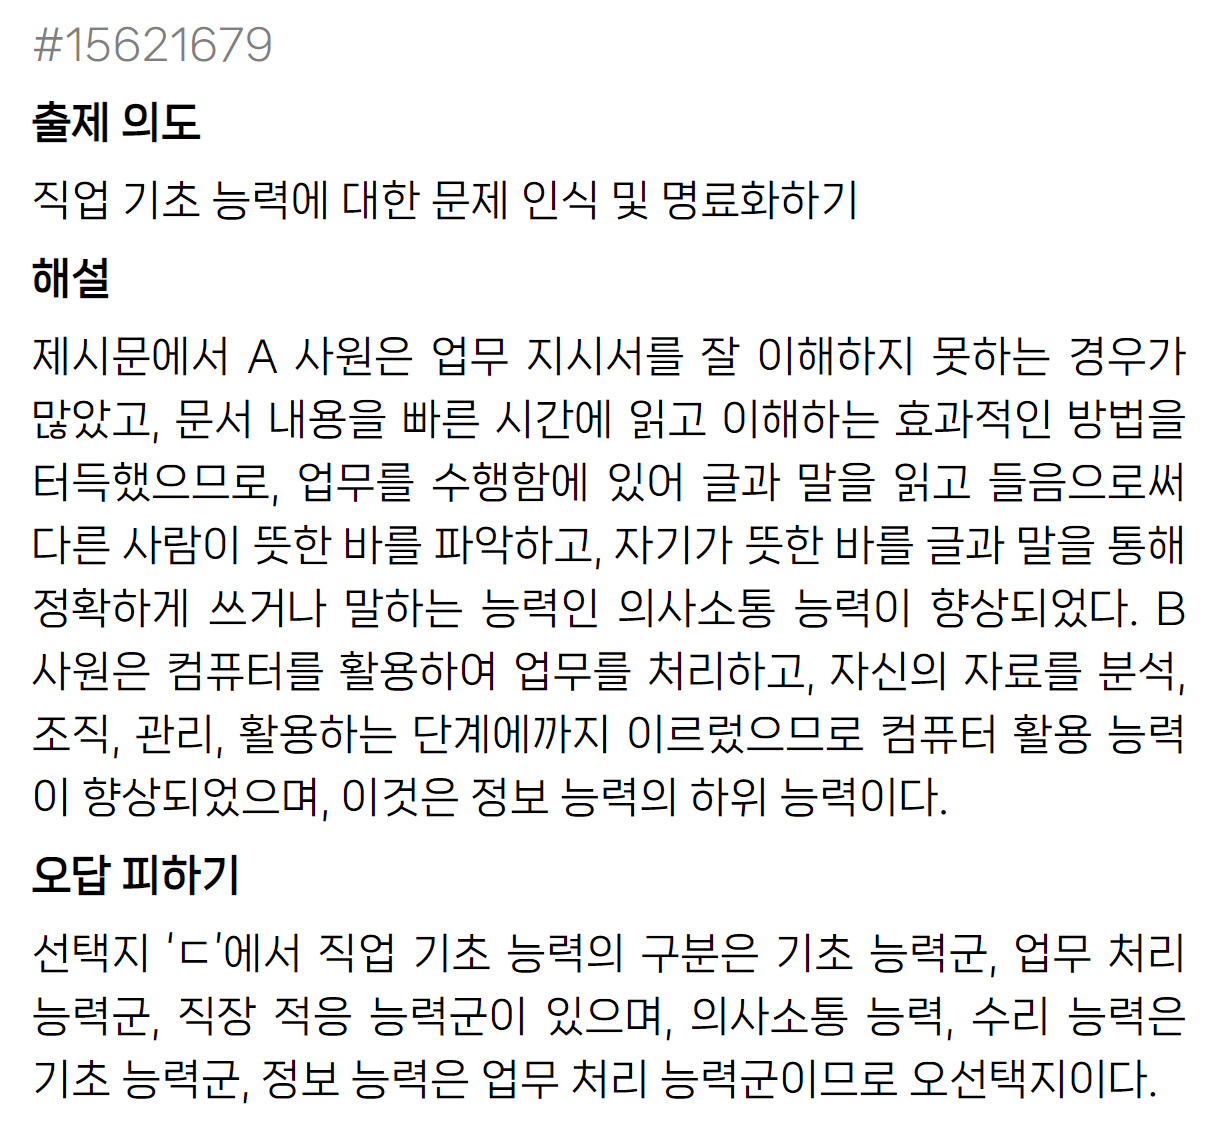 #15621679
출제 의도
직업 기초 능력에 대한 문제 인식 및 명료화하기
해설
제시문에서 A 사원은 업무 지시서를 잘 이해하지 못하는 경우가
많았고, 문서 내용을 빠른 시간에 읽고 이해하는 효과적인 방법을
터득했으므로, 업무를 수행함에 있어 글과 말을 읽고 들음으로써
다른 사람이 뜻한 바를 파악하고, 자기가 뜻한 바를 글과 말을 통해
정확하게 쓰거나 말하는 능력인 의사소통 능력이 향상되었다. B
사원은 컴퓨터를 활용하여 업무를 처리하고, 자신의 자료를 분석,
조직, 관리, 활용하는 단계에까지 이르렀으므로 컴퓨터 활용 능력
이 향상되었으며, 이것은 정보 능력의 하위 능력이다.
오답 피하기
선택지 'ㄷ'에서 직업 기초 능력의 구분은 기초 능력군, 업무 처리
능력군, 직장 적응 능력군이 있으며, 의사소통 능력, 수리 능력은
기초 능력군, 정보 능력은 업무 처리 능력군이므로 오선택지이다.